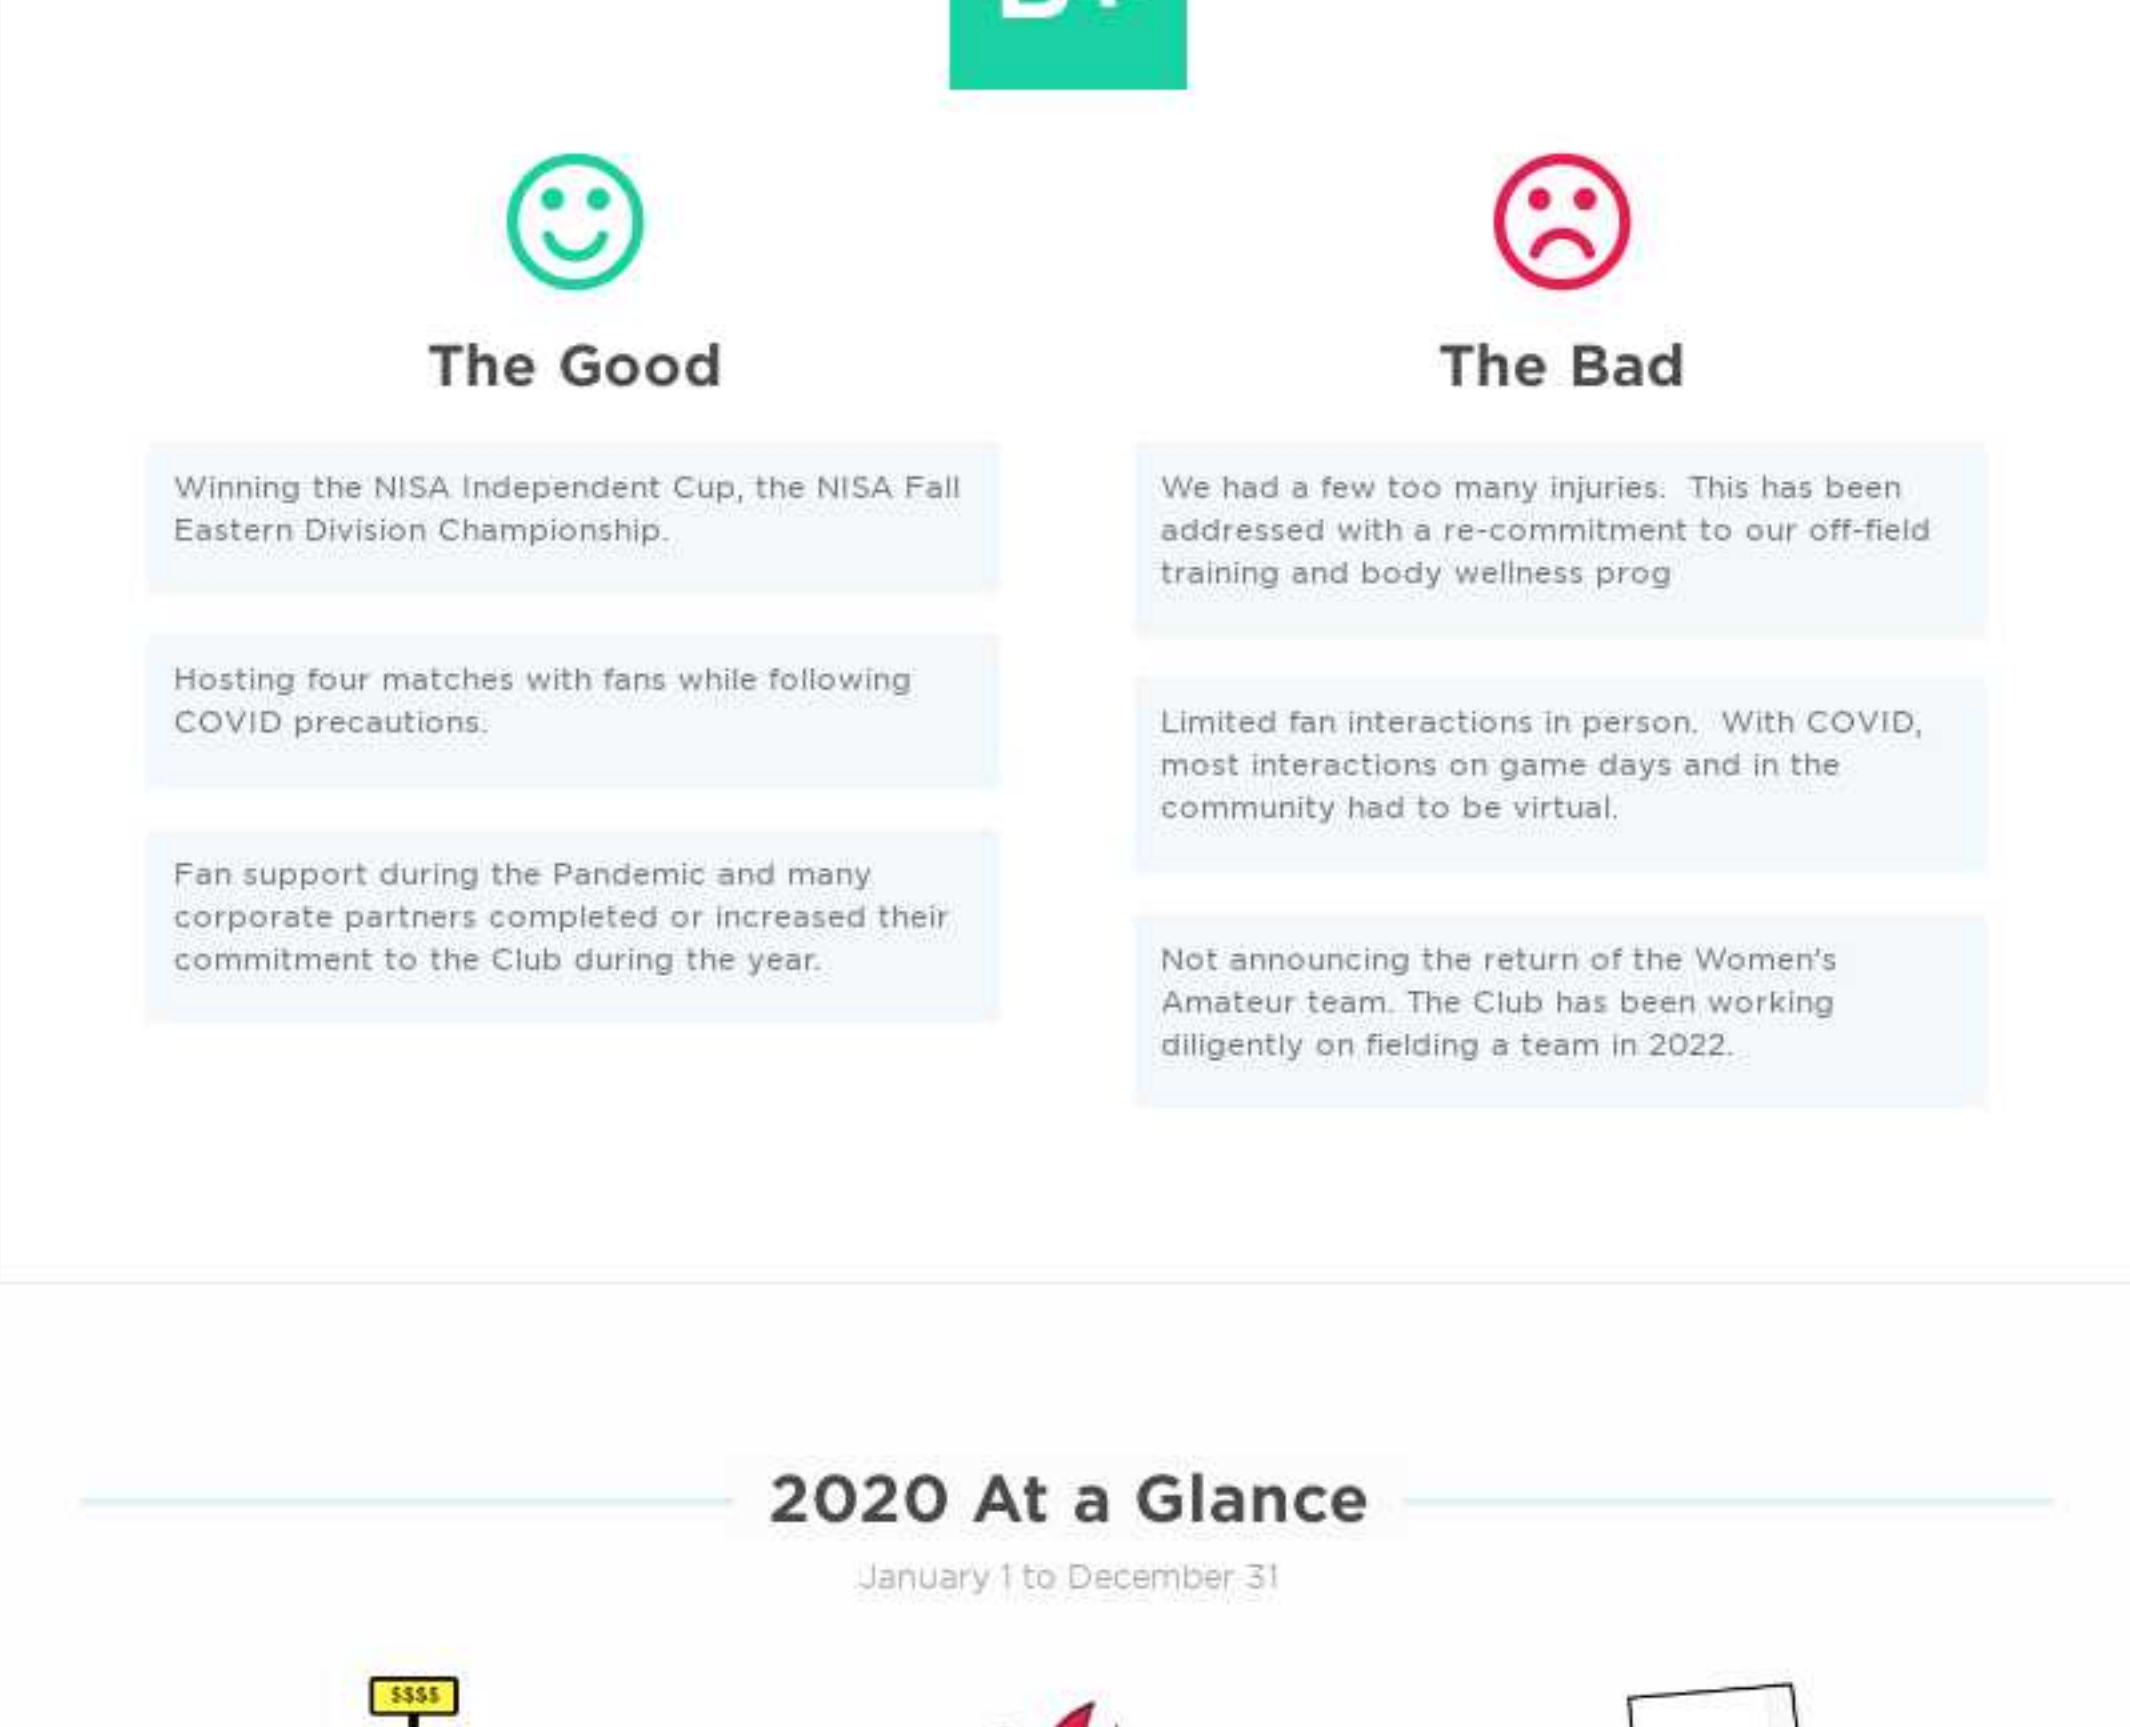 The Good
Winning the NISA Independent Cup, the NISA Fall
Eastern Division Championship.
Hosting four matches with fans while following
COVID precautions.
Fan support during the Pandemic and many
corporate partners completed or increased their
commitment to the Club during the year.
The Bad
We had a few too many injuries.  This has been
addressed with a re-commitment to our off-field
training and body wellness prog
Limited fan interactions in person.  With COVID,
most interactions on game days and in the
community had to be virtual.
Not announcing the return of the Women's
Amateur team. The Club has been working
diligently on fielding a team in 2022.
2020 At a Glance
January 1 to December 31
$$$$